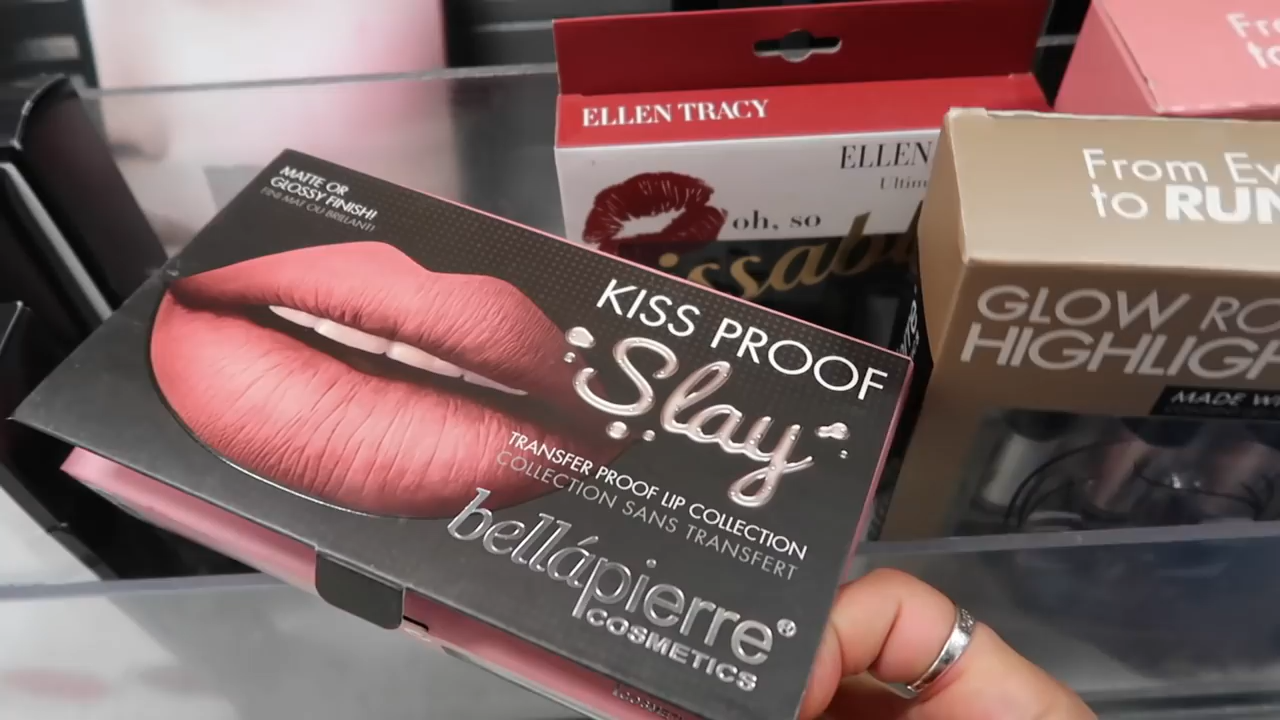 MATTE OR
GLOSSY FINISH!
FINI MAT OU BRILLANT!
KISS PROOF
Slay
TRANSFER PROOF LIP COLLECTION
COLLECTION SANS TRANSFERT
bellápierre®
COSMETICS
ELLEN TRACY
ELLEN
oh, so
From
to RUN
GLOW
HIGHLIGH
MADE